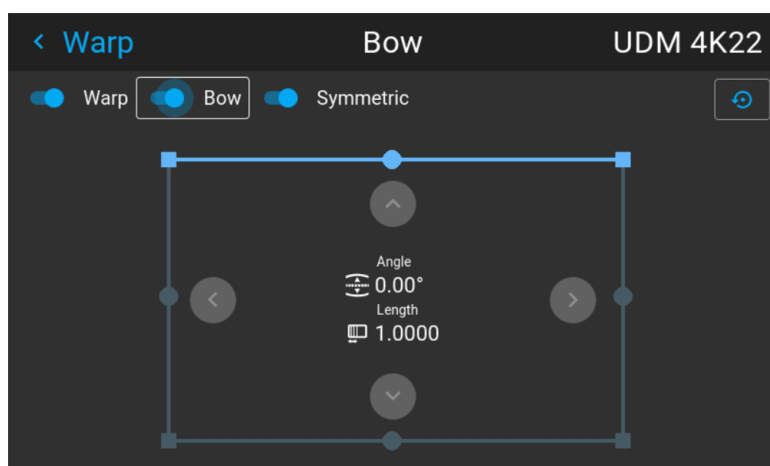 Warp Bow UDM 4K22
Warp Bow Symmetric
Angle
0.00°
Length
1.0000